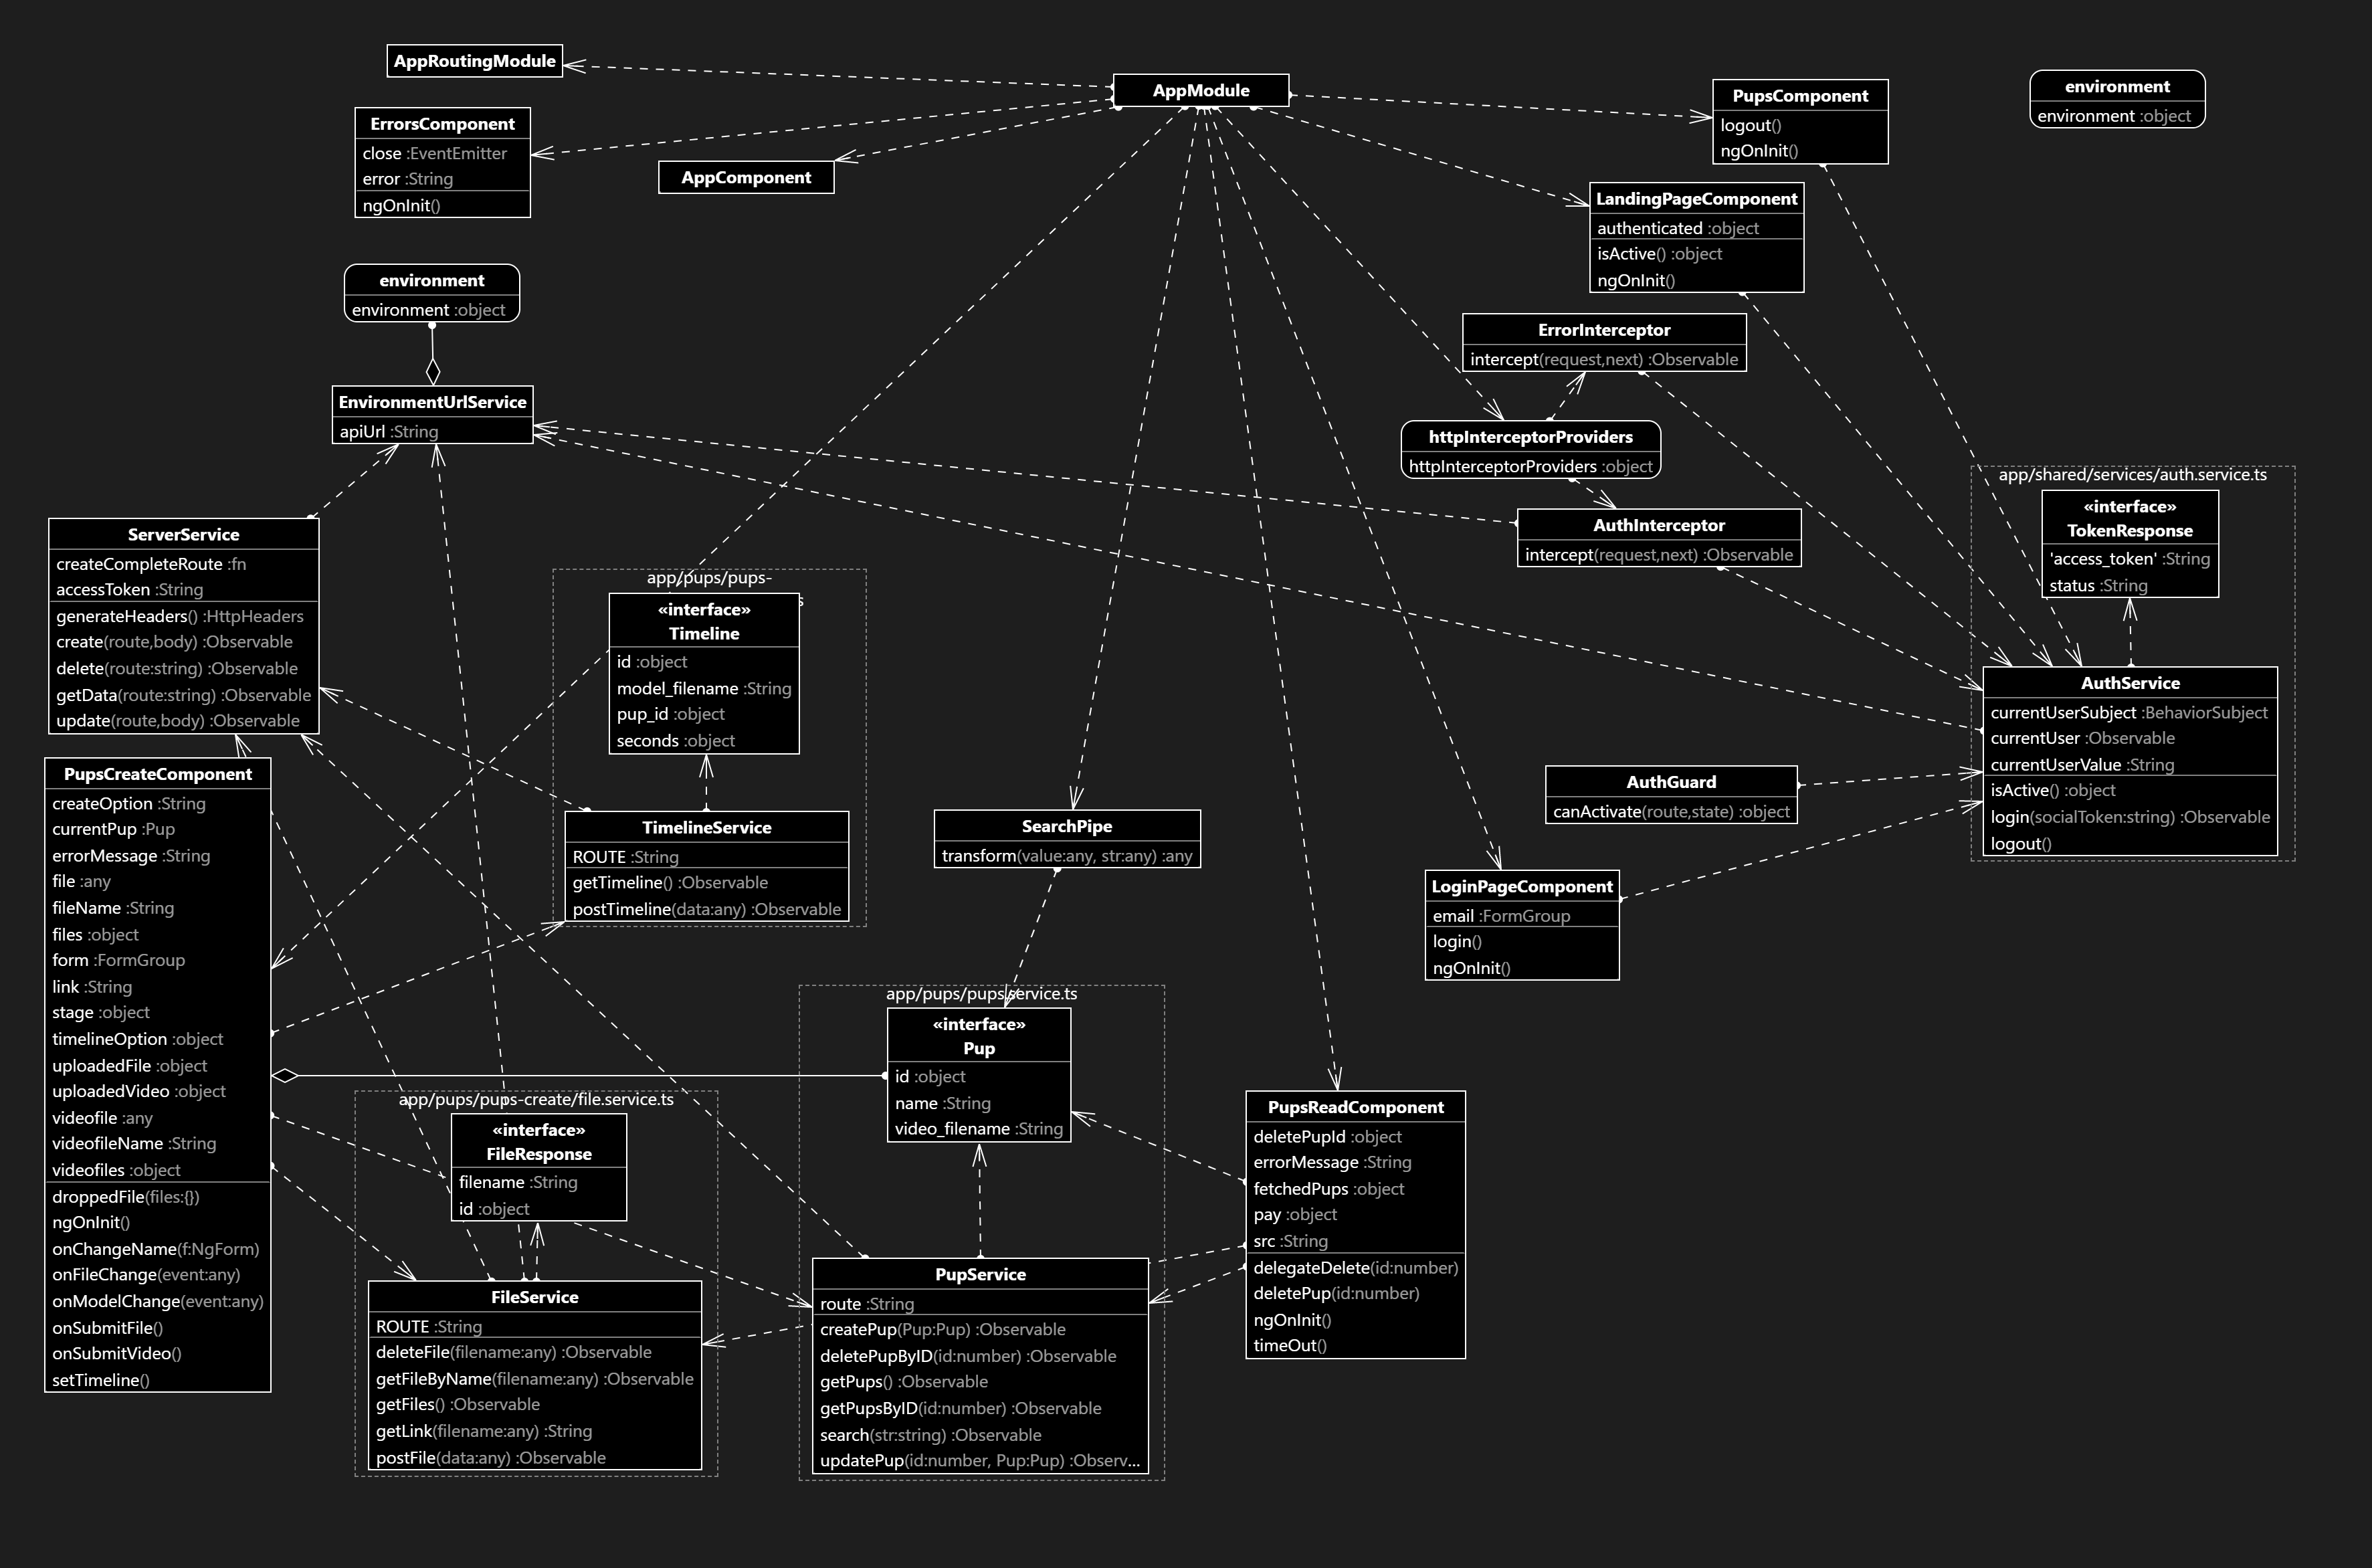 AppRoutingModule
AppModule
PupsComponent
logout()
ngOnInit()
environment
environment :object
ErrorsComponent
close :EventEmitter
error :String
ngOnInit()
AppComponent
LandingPageComponent
authenticated :object
isActive() :object
ngOnInit()
environment
environment :object
ErrorInterceptor
intercept(request,next) :Observable
EnvironmentUrlService
apiUrl :String
httpInterceptorProviders
httpInterceptorProviders :object
AuthInterceptor
intercept(request,next) :Observable
app/shared/services/auth.service.ts
«interface»
TokenResponse
'access_token' :String
status :String
ServerService
createCompleteRoute :fn
accessToken :String
generateHeaders() :HttpHeaders
create(route,body) :Observable
delete(route:string) :Observable
getData(route:string) :Observable
update(route,body) :Observable
app/pups/pups-
«interface»
Timeline
id :object
model_filename :String
pup_id :object
seconds :object
AuthService
currentUserSubject :BehaviorSubject
currentUser :Observable
currentUserValue :String
isActive() :object
login(socialToken:string) :Observable
logout()
PupsCreateComponent
createOption :String
currentPup :Pup
errorMessage :String
file :any
fileName :String
files :object
form :FormGroup
link :String
stage :object
timelineOption :object
uploadedFile :object
uploadedVideo :object
videofile :any
videofileName :String
videofiles :object
droppedFile(files:{})
ngOnInit()
onChangeName(f:NgForm)
onFileChange(event:any)
onModelChange(event:any)
onSubmitFile()
onSubmitVideo()
setTimeline()
TimelineService
ROUTE :String
getTimeline() :Observable
postTimeline(data:any) :Observable
SearchPipe
transform(value:any, str:any) :any
AuthGuard
canActivate(route,state) :object
LoginPageComponent
email :FormGroup
login()
ngOnInit()
app/pups/pups.service.ts
«interface»
Pup
id :object
name :String
video_filename :String
app/pups/pups-create/file.service.ts
«interface»
FileResponse
filename :String
id :object
PupsReadComponent
deletePupId :object
errorMessage :String
fetchedPups :object
pay :object
src :String
delegateDelete(id:number)
deletePup(id:number)
ngOnInit()
timeOut()
FileService
ROUTE :String
deleteFile(filename:any) :Observable
getFileByName(filename:any) :Observable
getFiles() :Observable
getLink(filename:any) :String
postFile(data:any) :Observable
PupService
route :String
createPup(Pup:Pup) :Observable
deletePupByID(id:number) :Observable
getPups() :Observable
getPupsByID(id:number) :Observable
search(str:string) :Observable
updatePup(id:number, Pup:Pup) :Observ...